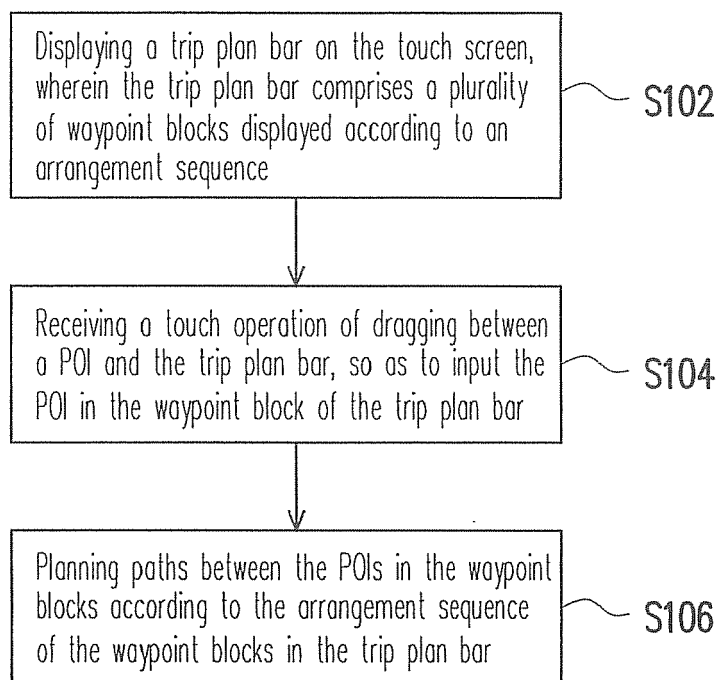 Displaying a trip plan bar on the touch screen,
wherein the trip plan bar comprises a plurality
of waypoint blocks displayed according to an
arrangement sequence
S102
Receiving a touch operation of dragging between
a POI and the trip plan bar, so as to input the
POI in the waypoint block of the trip plan bar
S104
Planning paths between the POIs in the waypoint
blocks according to the arrangement sequence
of the waypoint blocks in the trip plan bar
S106